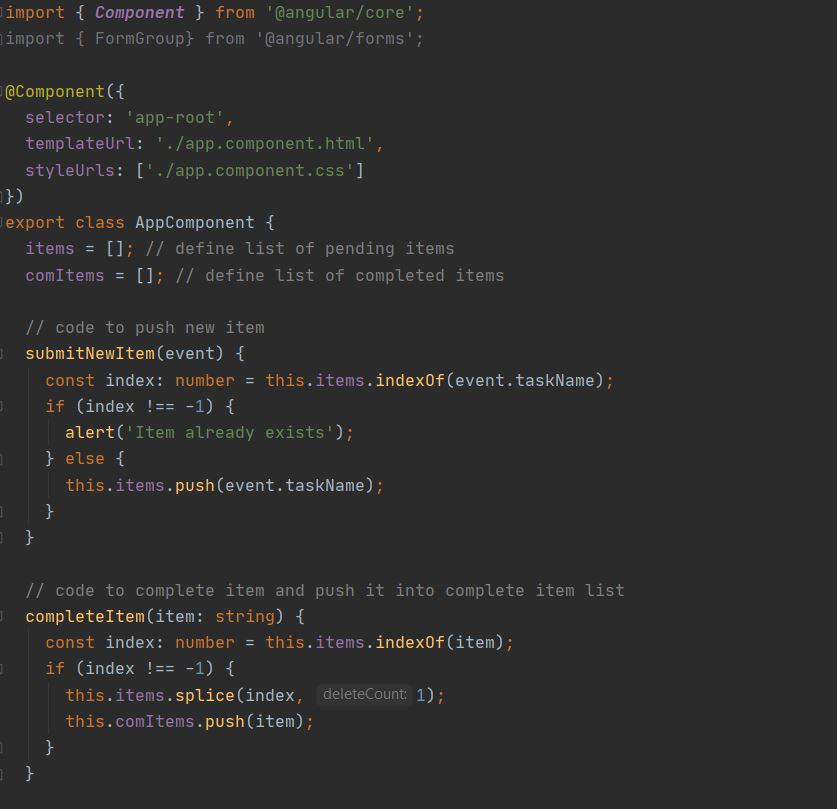 import { Component } from '@angular/core';
import { FormGroup} from '@angular/forms';

@Component({
  selector: 'app-root',
  templateUrl: './app.component.html',
  styleUrls: ['./app.component.css']
})
export class AppComponent {
  items = []; // define list of pending items
  comItems = []; // define list of completed items

  // code to push new item
  submitNewItem(event) {
    const index: number = this.items.indexOf(event.taskName);
    if (index !== -1) {
      alert('Item already exists');
    } else {
      this.items.push(event.taskName);
    }
  }

  // code to complete item and push it into complete item list
  completeItem(item: string) {
    const index: number = this.items.indexOf(item);
    if (index !== -1) {
      this.items.splice(index, deleteCount: 1);
      this.comItems.push(item);
    }
  }